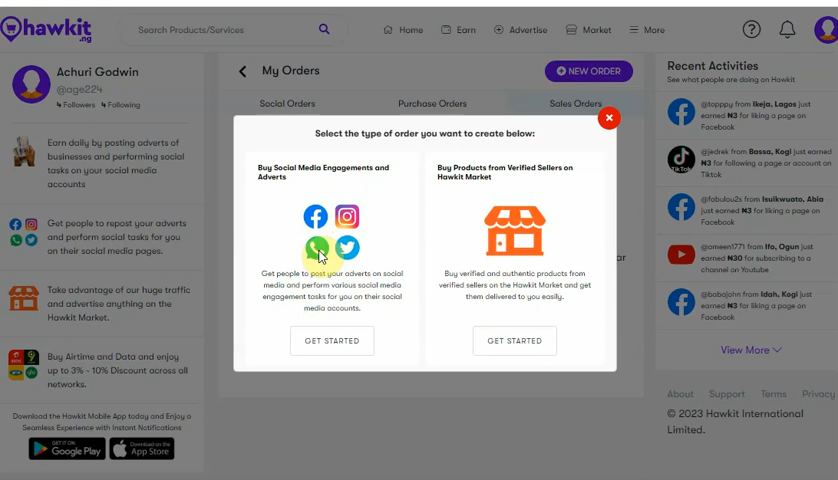 hawkit
.ng
Search Products/Services
Home
Earn
Advertise
Market
More
Achuri Godwin
@age224
Followers
Following
Earn daily by posting adverts of
businesses and performing social
tasks on your social media
accounts
Get people to repost your adverts
and perform social tasks for you
on their social media pages.
Take advantage of our huge traffic
and advertise anything on the
Hawkit Market.
Buy Airtime and Data and enjoy
up to 3% - 10% Discount across all
networks.
Download the Hawkit Mobile App today and Enjoy a
Seamless Experience with Instant Notifications
GET IT ON
Google Play
Download on the
App Store
My Orders
NEW ORDER
Social Orders
Purchase Orders
Sales Orders
Select the type of order you want to create below:
Buy Social Media Engagements and
Adverts
Get people to post your adverts on social
media and perform various social media
engagement tasks for you on their social
media accounts.
GET STARTED
Buy Products from Verified Sellers on
Hawkit Market
Buy verified and authentic products from
verified sellers on the Hawkit Market and get
them delivered to you easily.
GET STARTED
Recent Activities
See what people are doing on Hawkit
@topppy from Ikeja, Lagos just
earned ₦3 for liking a page on
Facebook
@jedrek from Bassa, Kogi just earned
₦3 for following a page or account on
Tiktok
TikTok
@fabulou2s from Isuikwuato, Abia
just earned ₦3 for liking a page on
Facebook
@ameen1771 from Ifo, Ogun just
earned ₦30 for subscribing to a
channel on Youtube
@babajohn from Idah, Kogi just
earned ₦3 for liking a page on
Facebook
View More
About
Support
Terms
Privacy
© 2023 Hawkit International
Limited.